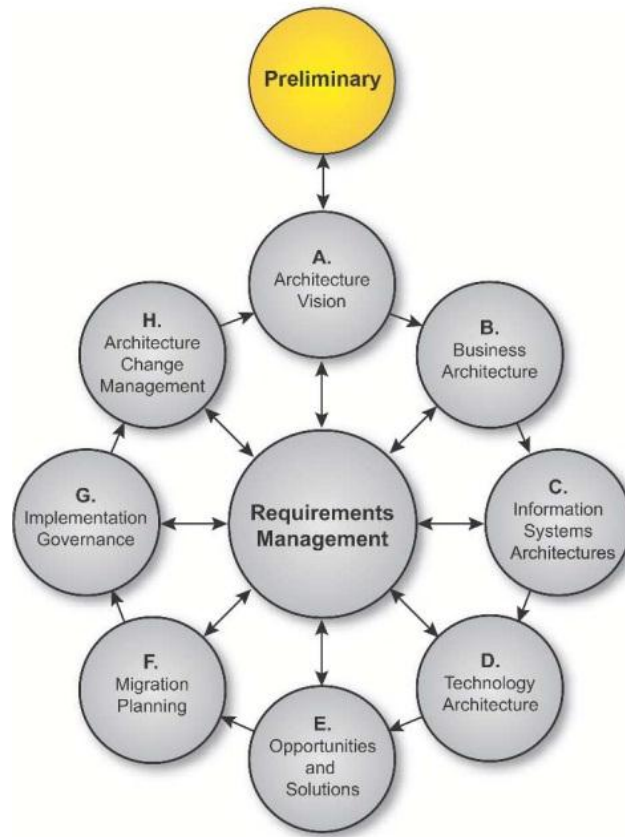 Preliminary
A.
Architecture
Vision
B.
Business
Architecture
C.
Information
Systems
Architectures
D.
Technology
Architecture
E.
Opportunities
and
Solutions
F.
Migration
Planning
G.
Implementation
Governance
H.
Architecture
Change
Management
Requirements
Management